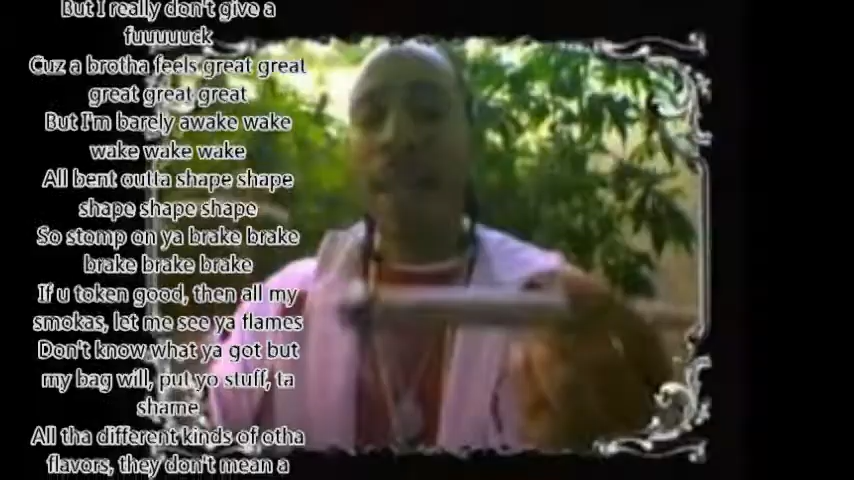 But I really don't give a
fuuuuuck
Cuz a brotha feels great great
great great great
But I'm barely awake wake
wake wake wake
All bent outta shape shape
shape shape shape
So stomp on ya brake brake
brake brake brake
If u token good, then all my
smokas, let me see ya flames
Don't know what ya got but
my bag will, put yo stuff, ta
shame
All tha different kinds of otha
flavors, they don't mean a